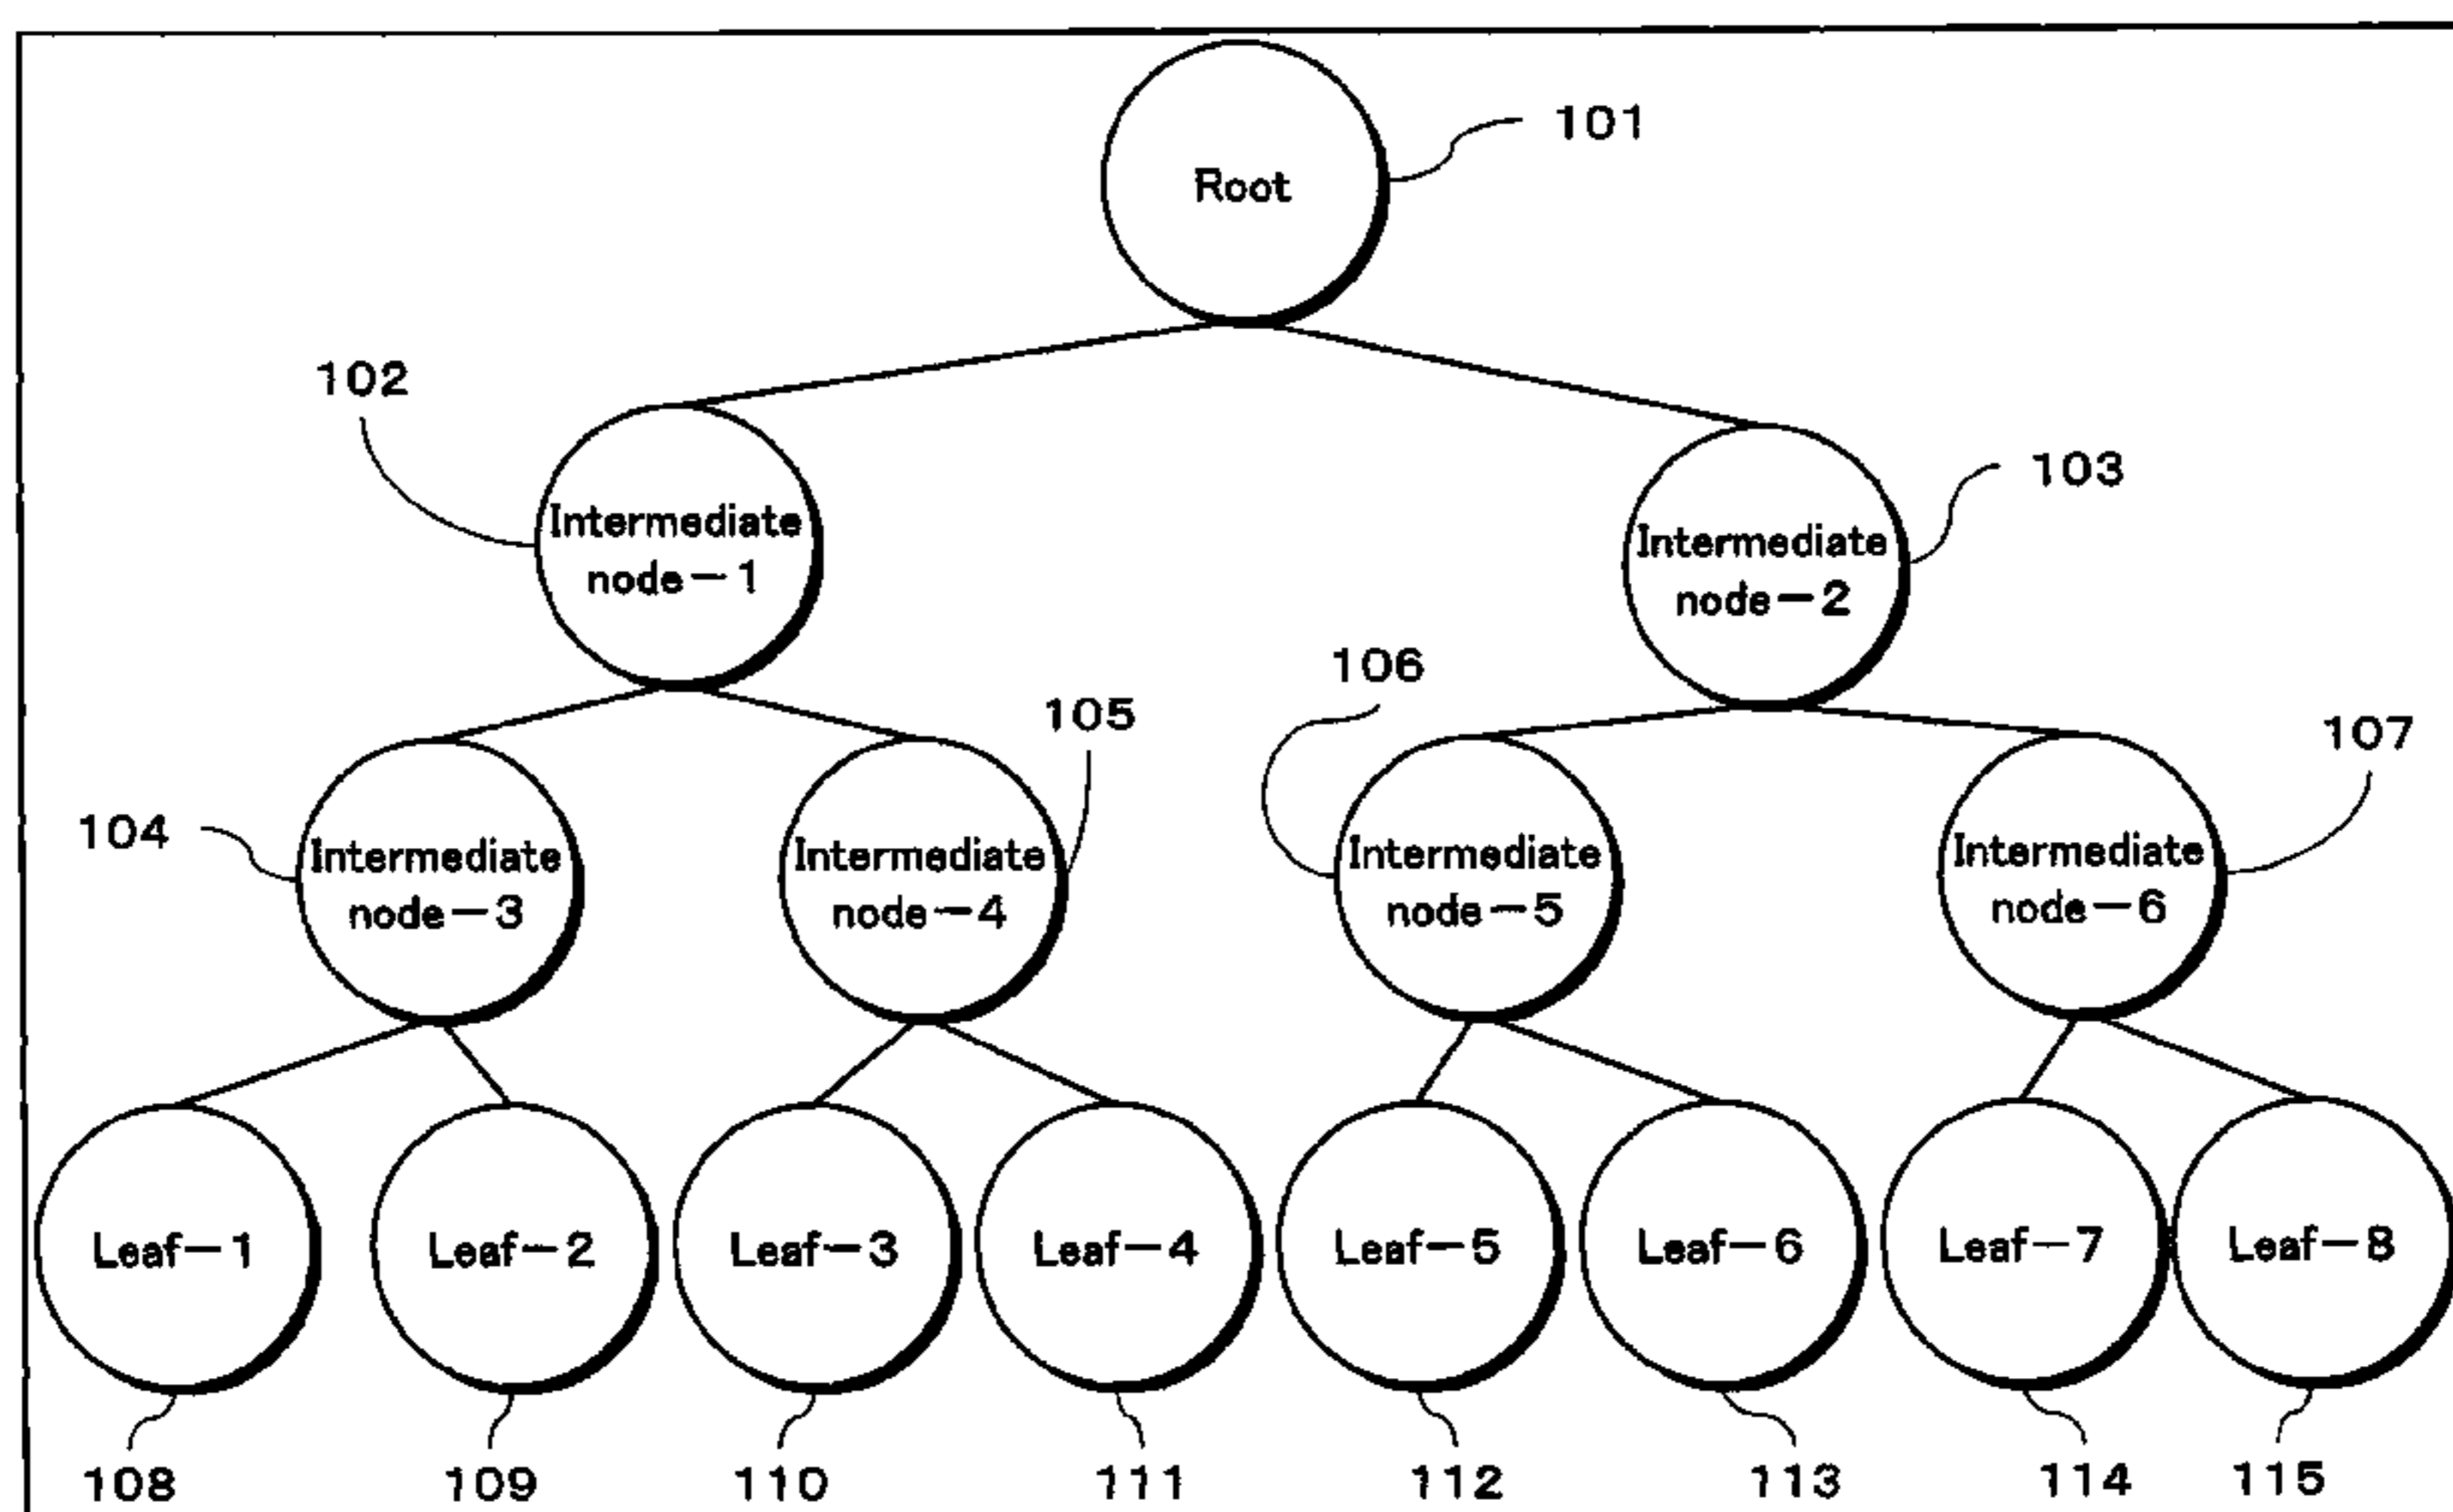 Root
101
102
Intermediate
node-1
103
Intermediate
node-2
104
Intermediate
node-3
105
Intermediate
node-4
106
Intermediate
node-5
107
Intermediate
node-6
Leaf-1
Leaf-2
Leaf-3
Leaf-4
Leaf-5
Leaf-6
Leaf-7
Leaf-8
108
109
110
111
112
113
114
115